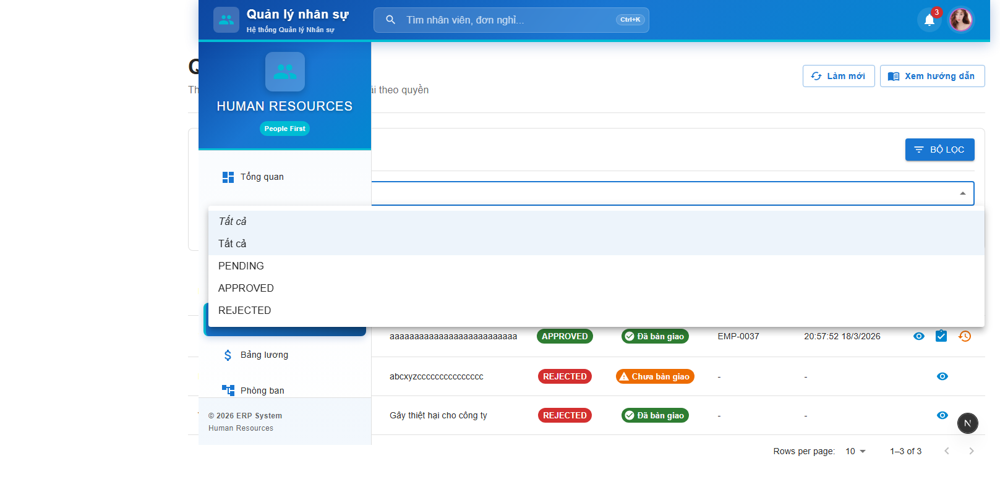 Quản lý nhân sự
Hệ thống Quản lý Nhân sự
Tìm nhân viên, đơn nghỉ...
Ctrl+K
3
HUMAN RESOURCES
People First
ải theo quyền
Làm mới
Xem hướng dẫn
BỘ LỌC
Tổng quan
Tất cả
Tất cả
PENDING
APPROVED
REJECTED
aaaaaaaaaaaaaaaaaaaaaaaaaa APPROVED Đã bàn giao EMP-0037 20:57:52 18/3/2026
Bảng lương
abcxyzccccccccccccccc REJECTED Chưa bàn giao - -
Phòng ban
© 2026 ERP System
Human Resources
Gây thiệt hại cho công ty REJECTED Đã bàn giao - -
N
Rows per page: 10 1–3 of 3